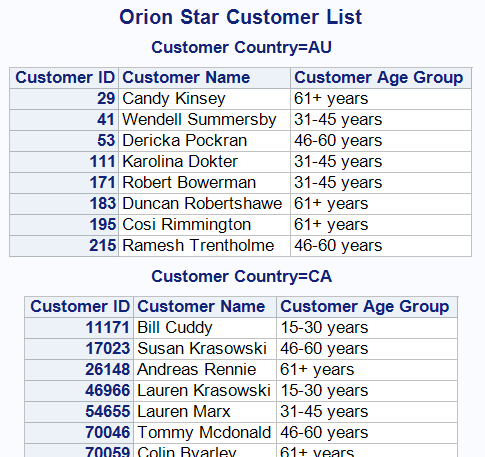 Orion Star Customer List
Customer Country=AU
Customer ID Customer Name Customer Age Group
29 Candy Kinsey 61+ years
41 Wendell Summersby 31-45 years
53 Dericka Pockran 46-60 years
111 Karolina Dokter 31-45 years
171 Robert Bowerman 31-45 years
183 Duncan Robertshawe 61+ years
195 Cosi Rimmington 61+ years
215 Ramesh Trentholme 46-60 years
Customer Country=CA
Customer ID Customer Name Customer Age Group
11171 Bill Cuddy 15-30 years
17023 Susan Krasowski 46-60 years
26148 Andreas Rennie 61+ years
46966 Lauren Krasowski 15-30 years
54655 Lauren Marx 31-45 years
70046 Tommy Mcdonald 46-60 years
70059 Colin Byarley 61+ years